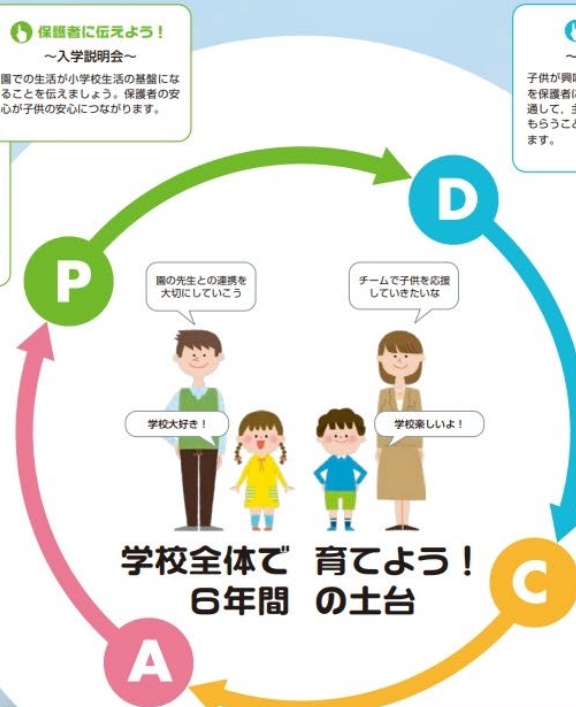 保護者に伝えよう！
～入学説明会～
園での生活が小学校生活の基盤にな
ることを伝えましょう。保護者の安
心が子供の安心につながります。
～
子供が興
を保護者に
通して、主
もらうこと
ます。
P
D
園の先生との連携を
大切にしていこう
チームで子供を応援
していきたいな
学校大好き！
学校楽しいよ！
学校全体で 育てよう！
6年間 の土台
C
A